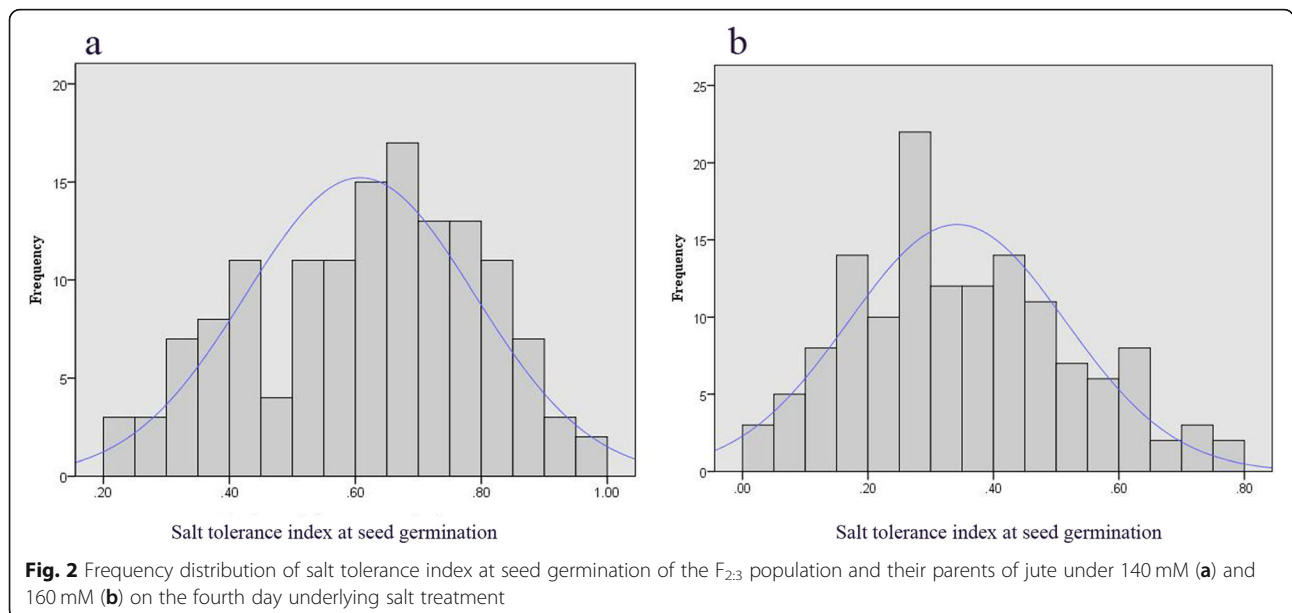 a
b
20
15
10
5
0
Frequency
.20 .40 .60 .80 1.00
Salt tolerance index at seed germination
25
20
15
10
5
0
Frequency
.00 .20 .40 .60 .80
Salt tolerance index at seed germination
Fig. 2 Frequency distribution of salt tolerance index at seed germination of the F2:3 population and their parents of jute under 140 mM (a) and
160 mM (b) on the fourth day underlying salt treatment